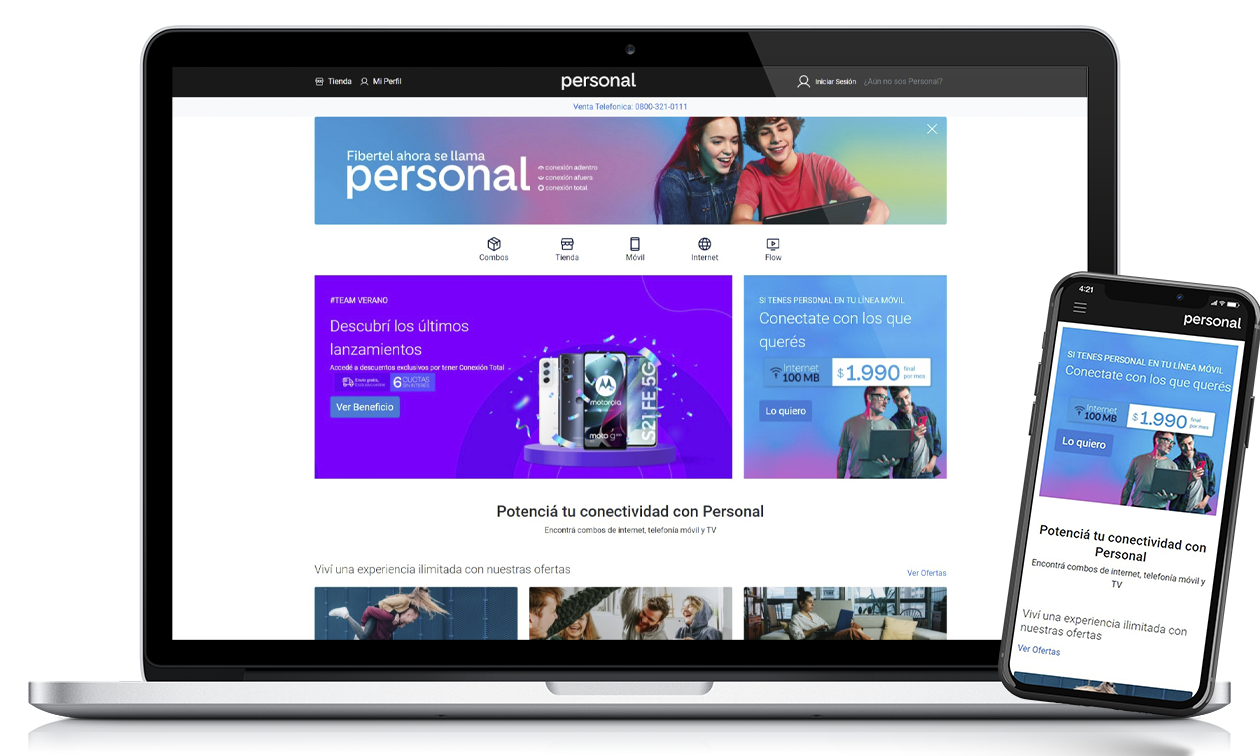 Tienda
Mi Perfil
personal
Iniciar Sesión
¿Aún no sos Personal?
Venta Telefonica: 0800-321-0111
Fibertel ahora se llama
personal
conexión adentro
conexión afuera
conexión total
Combos
Tienda
Móvil
Internet
Flow
#TEAM VERANO
Descubrí los últimos
lanzamientos
Accedé a descuentos exclusivos por tener Conexión Total
Envío gratis,
6 CUOTAS
SIN INTERÉS
Ver Beneficio
motorola
moto g
S21 FE/5G
SI TENES PERSONAL EN TU LÍNEA MÓVIL
Conectate con los que
querés
Internet
100 MB
$1.990 final
por mes
Lo quiero
Potenciá tu conectividad con Personal
Encontrá combos de internet, telefonía móvil y TV
Viví una experiencia ilimitada con nuestras ofertas
Ver Ofertas
4:21
personal
SI TENES PERSONAL EN TU LÍNEA MÓVIL
Conectate con los que querés
Internet
100 MB
$1.990 final
por mes
Lo quiero
Potenciá tu conectividad con
Personal
Encontrá combos de internet, telefonía móvil y
TV
Viví una experiencia ilimitada con
nuestras ofertas
Ver Ofertas